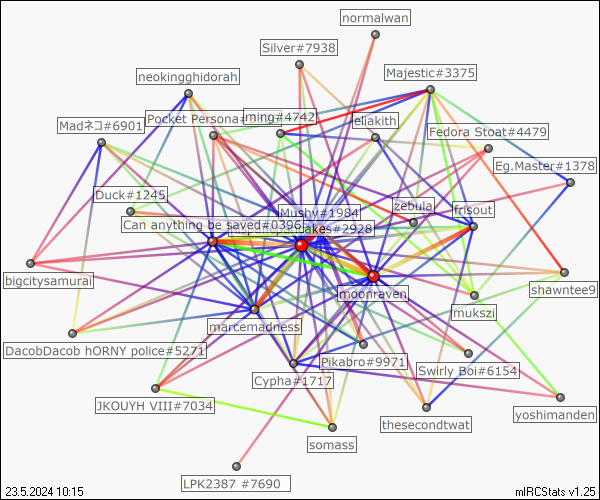 normalwan
Silver#7938
neokingghidorah
Majestic#3375
Pocket Persona
ming#4742
eliakith
Madネコ#6901
Fedora Stoat#4479
Eg.Master#1378
Duck#1245
zebula
frisout
Mushy#1984
Can anything be saved#0396
akes#2928
bigcitysamurai
moonraven
shawntee9
marcemadness
imukszi
DacobDacob hORNY police#5271
Pikabro#9971
Swirly Boi#6154
Cypha#1717
JKOUYH VIII#7034
thesecondtwat
yoshimanden
somass
LPK2387 #7690
23.5.2024 10:15
mIRCStats v1.25